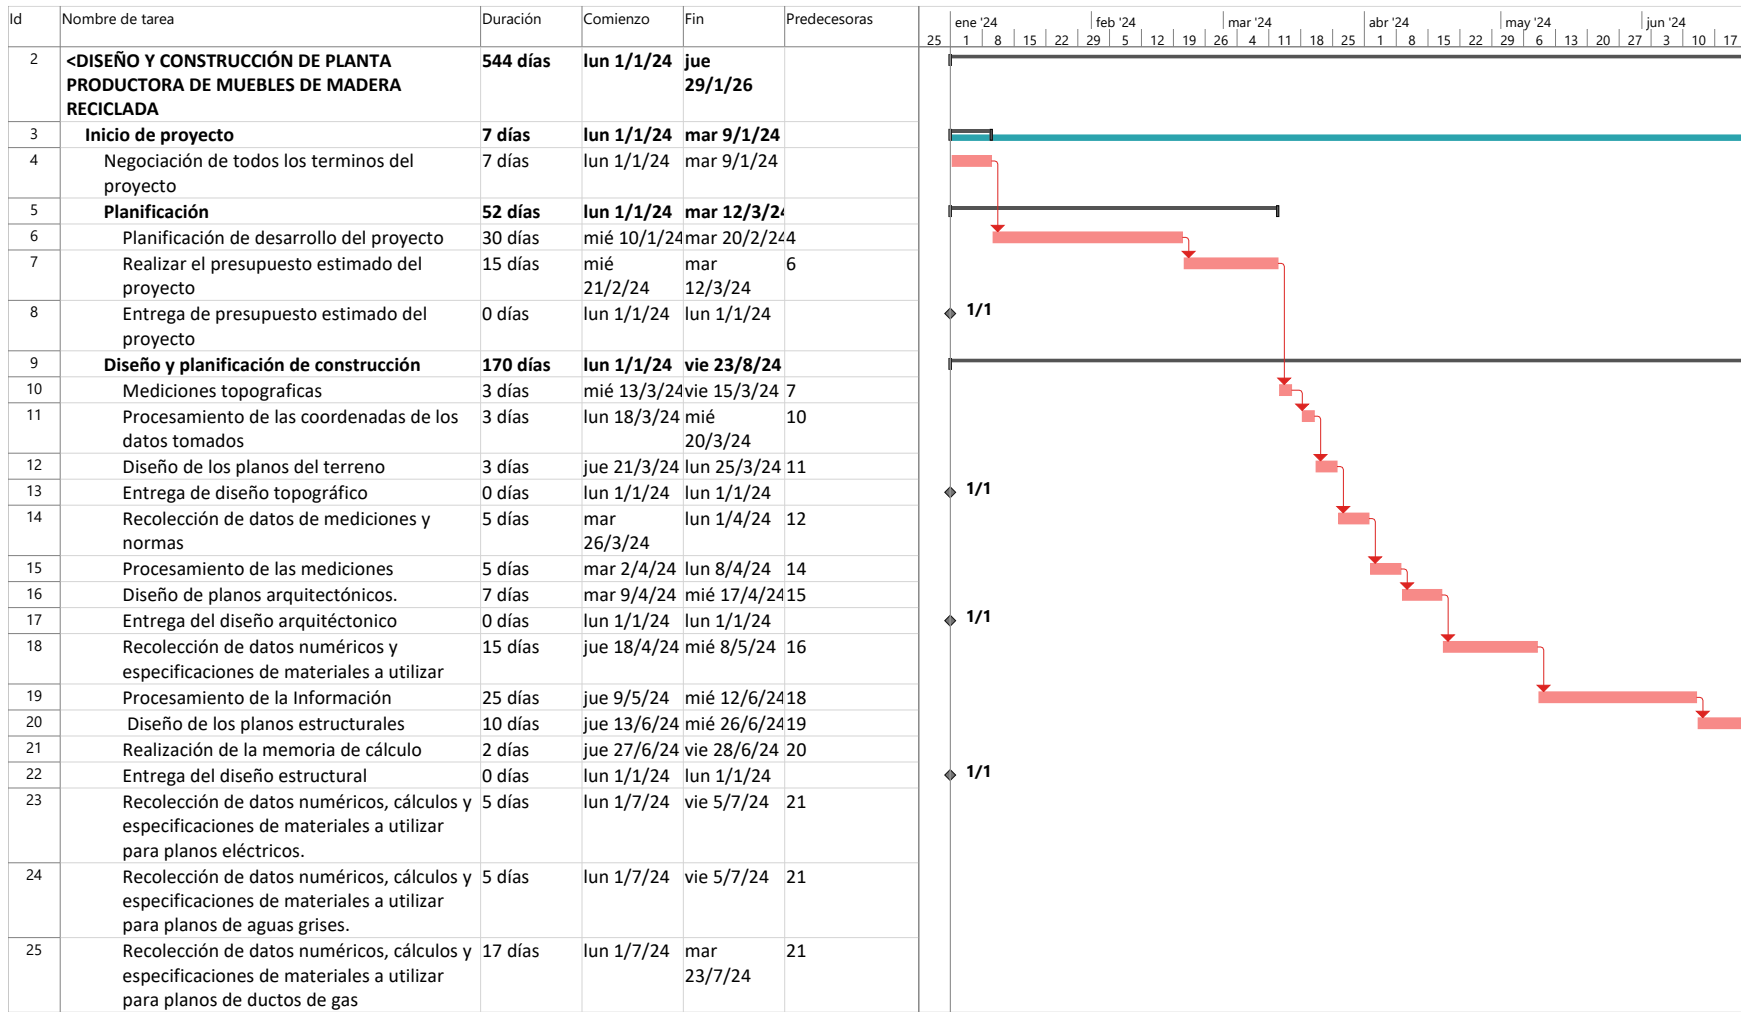 Id Nombre de tarea Duración Comienzo Fin Predecesoras
ene '24 feb '24 mar '24 abr '24 may '24 jun '24
25 1 8 15 22 29 5 12 19 26 4 11 18 25 1 8 15 22 29 6 13 20 27 3 10 17
2 <DISEÑO Y CONSTRUCCIÓN DE PLANTA 544 días lun 1/1/24 jue
PRODUCTORA DE MUEBLES DE MADERA 29/1/26
RECICLADA
3 Inicio de proyecto 7 días lun 1/1/24 mar 9/1/24
4 Negociación de todos los terminos del 7 días lun 1/1/24 mar 9/1/24
proyecto
5 Planificación 52 días lun 1/1/24 mar 12/3/24
6 Planificación de desarrollo del proyecto 30 días mié 10/1/24 mar 20/2/24 4
7 Realizar el presupuesto estimado del 15 días mié mar 6
proyecto 21/2/24 12/3/24
8 Entrega de presupuesto estimado del 0 días lun 1/1/24 lun 1/1/24 1/1
proyecto
9 Diseño y planificación de construcción 170 días lun 1/1/24 vie 23/8/24
10 Mediciones topograficas 3 días mié 13/3/24 vie 15/3/24 7
11 Procesamiento de las coordenadas de los 3 días lun 18/3/24 mié 10
datos tomados 20/3/24
12 Diseño de los planos del terreno 3 días jue 21/3/24 lun 25/3/24 11
13 Entrega de diseño topográfico 0 días lun 1/1/24 lun 1/1/24 1/1
14 Recolección de datos de mediciones y 5 días mar lun 1/4/24 12
normas 26/3/24
15 Procesamiento de las mediciones 5 días mar 2/4/24 lun 8/4/24 14
16 Diseño de planos arquitectónicos. 7 días mar 9/4/24 mié 17/4/24 15
17 Entrega del diseño arquitéctonico 0 días lun 1/1/24 lun 1/1/24 1/1
18 Recolección de datos numéricos y 15 días jue 18/4/24 mié 8/5/24 16
especificaciones de materiales a utilizar
19 Procesamiento de la Información 25 días jue 9/5/24 mié 12/6/24 18
20 Diseño de los planos estructurales 10 días jue 13/6/24 mié 26/6/24 19
21 Realización de la memoria de cálculo 2 días jue 27/6/24 vie 28/6/24 20
22 Entrega del diseño estructural 0 días lun 1/1/24 lun 1/1/24 1/1
23 Recolección de datos numéricos, cálculos y 5 días lun 1/7/24 vie 5/7/24 21
especificaciones de materiales a utilizar
para planos eléctricos.
24 Recolección de datos numéricos, cálculos y 5 días lun 1/7/24 vie 5/7/24 21
especificaciones de materiales a utilizar
para planos de aguas grises.
25 Recolección de datos numéricos, cálculos y 17 días lun 1/7/24 mar 21
especificaciones de materiales a utilizar 23/7/24
para planos de ductos de gas